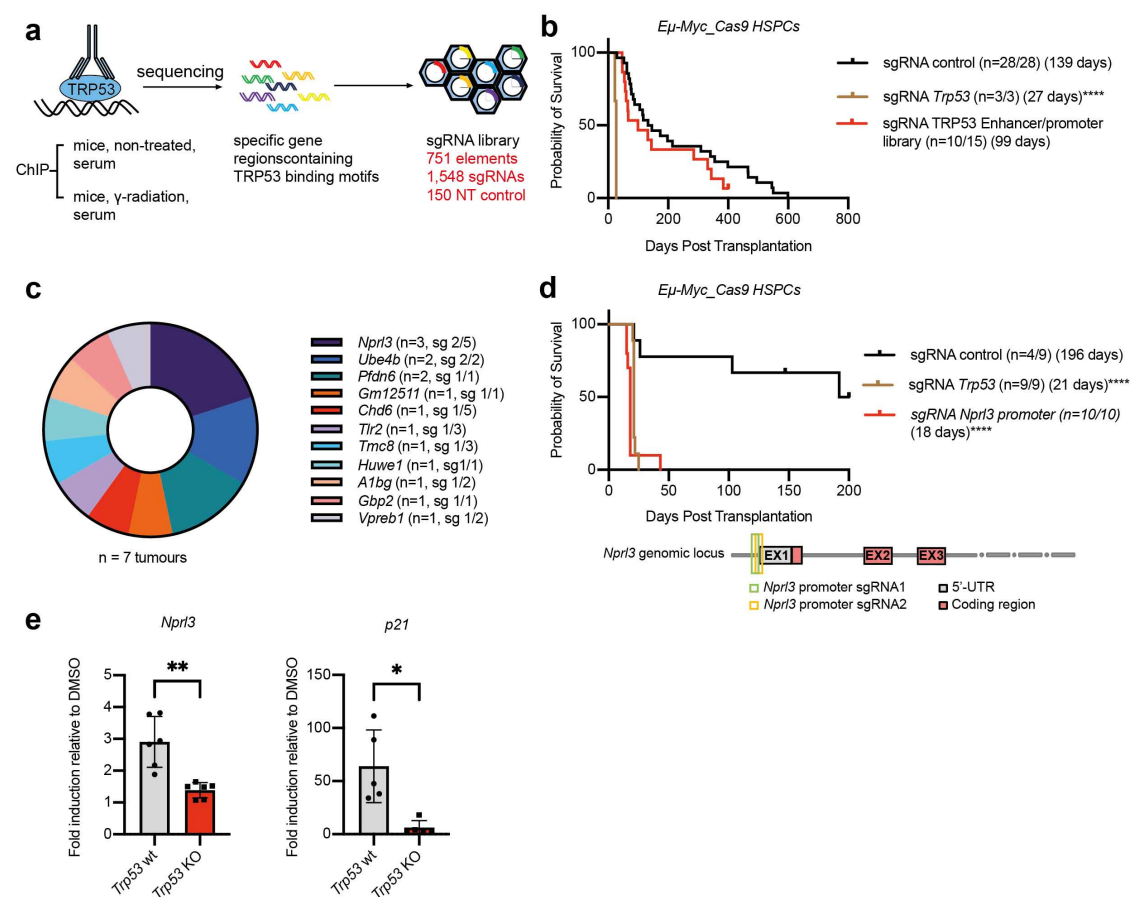 a
TRP53
sequencing
ChIP
mice, non-treated,
serum
mice, γ-radiation,
serum
specific gene
regionscontaining
TRP53 binding motifs
sgRNA library
751 elements
1,548 sgRNAs
150 NT control
b
Eμ-Myc_Cas9 HSPCs
Probability of Survival
100
50
0
0 200 400 600 800
Days Post Transplantation
sgRNA control (n=28/28) (139 days)
sgRNA Trp53 (n=3/3) (27 days)****
sgRNA TRP53 Enhancer/promoter
library (n=10/15) (99 days)
c
Nprl3 (n=3, sg 2/5)
Ube4b (n=2, sg 2/2)
Pfdn6 (n=2, sg 1/1)
Gm12511 (n=1, sg 1/1)
Chd6 (n=1, sg 1/5)
Tlr2 (n=1, sg 1/3)
Tmc8 (n=1, sg 1/3)
Huwe1 (n=1, sg1/1)
A1bg (n=1, sg 1/2)
Gbp2 (n=1, sg 1/1)
Vpreb1 (n=1, sg 1/2)
n = 7 tumours
d
Eμ-Myc_Cas9 HSPCs
Probability of Survival
100
50
0
0 50 100 150 200
Days Post Transplantation
sgRNA control (n=4/9) (196 days)
sgRNA Trp53 (n=9/9) (21 days)****
sgRNA Nprl3 promoter (n=10/10)
(18 days)****
Nprl3 genomic locus
EX1 EX2 EX3
Nprl3 promoter sgRNA1
Nprl3 promoter sgRNA2
5'-UTR
Coding region
e
Nprl3
Fold induction relative to DMSO
5
4
3
2
1
0
**
Trp53 wt
Trp53 KO
p21
Fold induction relative to DMSO
150
100
50
0
*
Trp53 wt
Trp53 KO